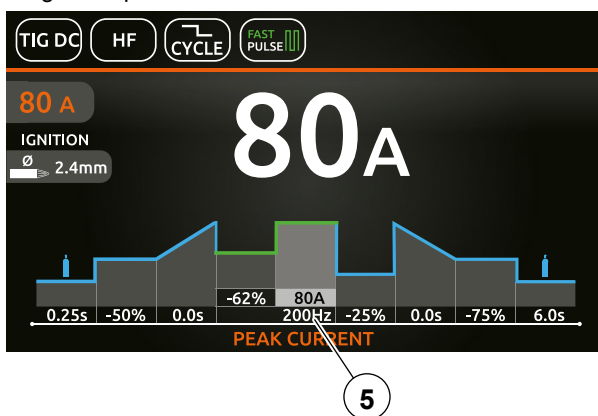 TIG DC HF CYCLE FAST PULSE
80 A
80A
IGNITION
Ø 2.4mm
-62% 80A
0.25s -50% 0.0s 200Hz -25% 0.0s -75% 6.0s
PEAK CURRENT
5